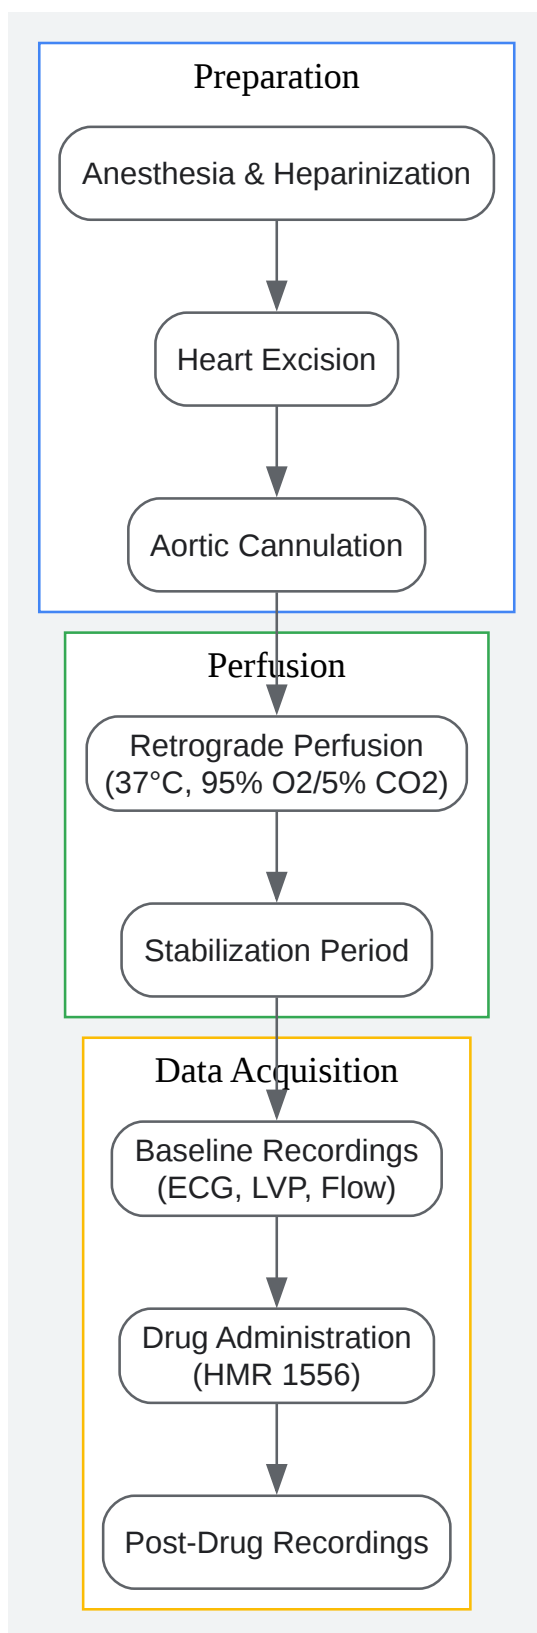 Preparation
Anesthesia & Heparinization
Heart Excision
Aortic Cannulation
Perfusion
Retrograde Perfusion
(37°C, 95% O2/5% CO2)
Stabilization Period
Data Acquisition
Baseline Recordings
(ECG, LVP, Flow)
Drug Administration
(HMR 1556)
Post-Drug Recordings